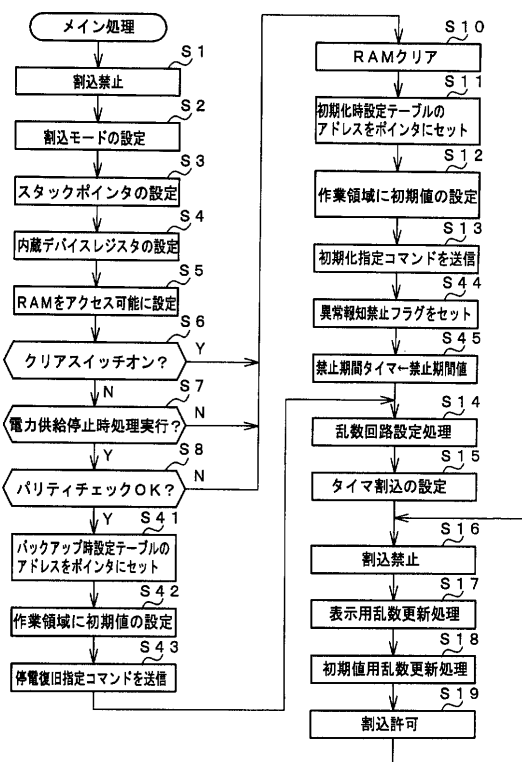 メイン処理
S1
割込禁止
S2
割込モードの設定
S3
スタックポインタの設定
S4
内蔵デバイスレジスタの設定
S5
RAMをアクセス可能に設定
S6
クリアスイッチオン?
Y
N
S7
電力供給停止時処理実行?
N
Y
S8
パリティチェックOK?
N
Y
S41
バックアップ時設定テーブルの
アドレスをポインタにセット
S42
作業領域に初期値の設定
S43
停電復旧指定コマンドを送信
S10
RAMクリア
S11
初期化時設定テーブルの
アドレスをポインタにセット
S12
作業領域に初期値の設定
S13
初期化指定コマンドを送信
S44
異常報知禁止フラグをセット
S45
禁止期間タイマ←禁止期間値
S14
乱数回路設定処理
S15
タイマ割込の設定
S16
割込禁止
S17
表示用乱数更新処理
S18
初期値用乱数更新処理
S19
割込許可